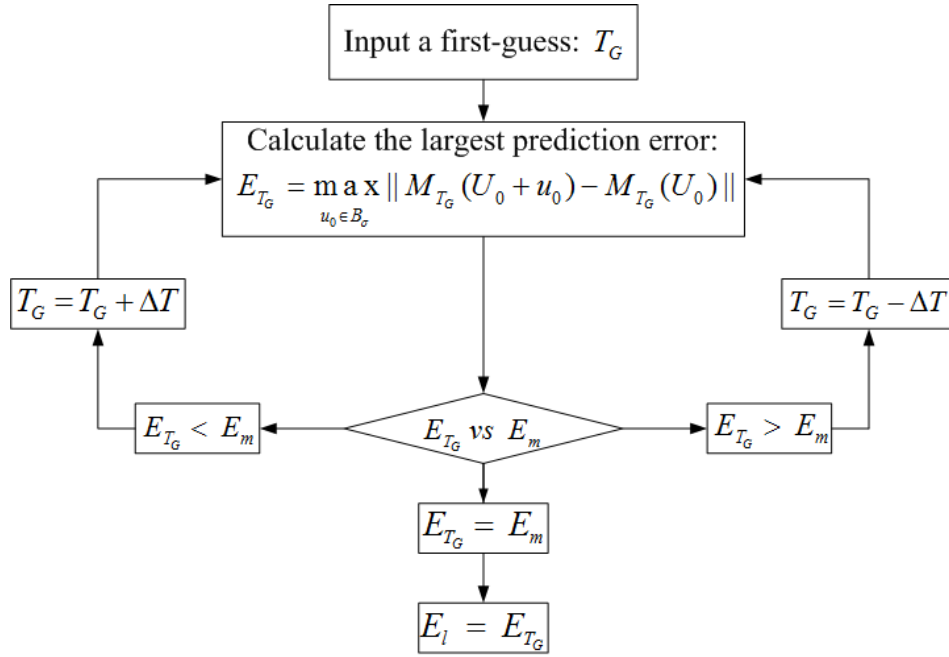 Input a first-guess: T_G
Calculate the largest prediction error:
E_{T_G} = max_{u_0 ∈ B_σ} || M_{T_G} (U_0 + u_0) − M_{T_G} (U_0) ||
T_G = T_G + ΔT
T_G = T_G − ΔT
E_{T_G} < E_m
E_{T_G} vs E_m
E_{T_G} > E_m
E_{T_G} = E_m
E_l = E_{T_G}